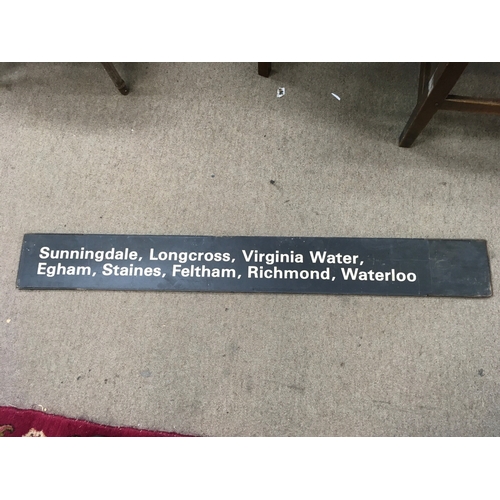 Sunningdale, Longcross, Virginia Water,
Egham, Staines, Feltham, Richmond, Waterloo